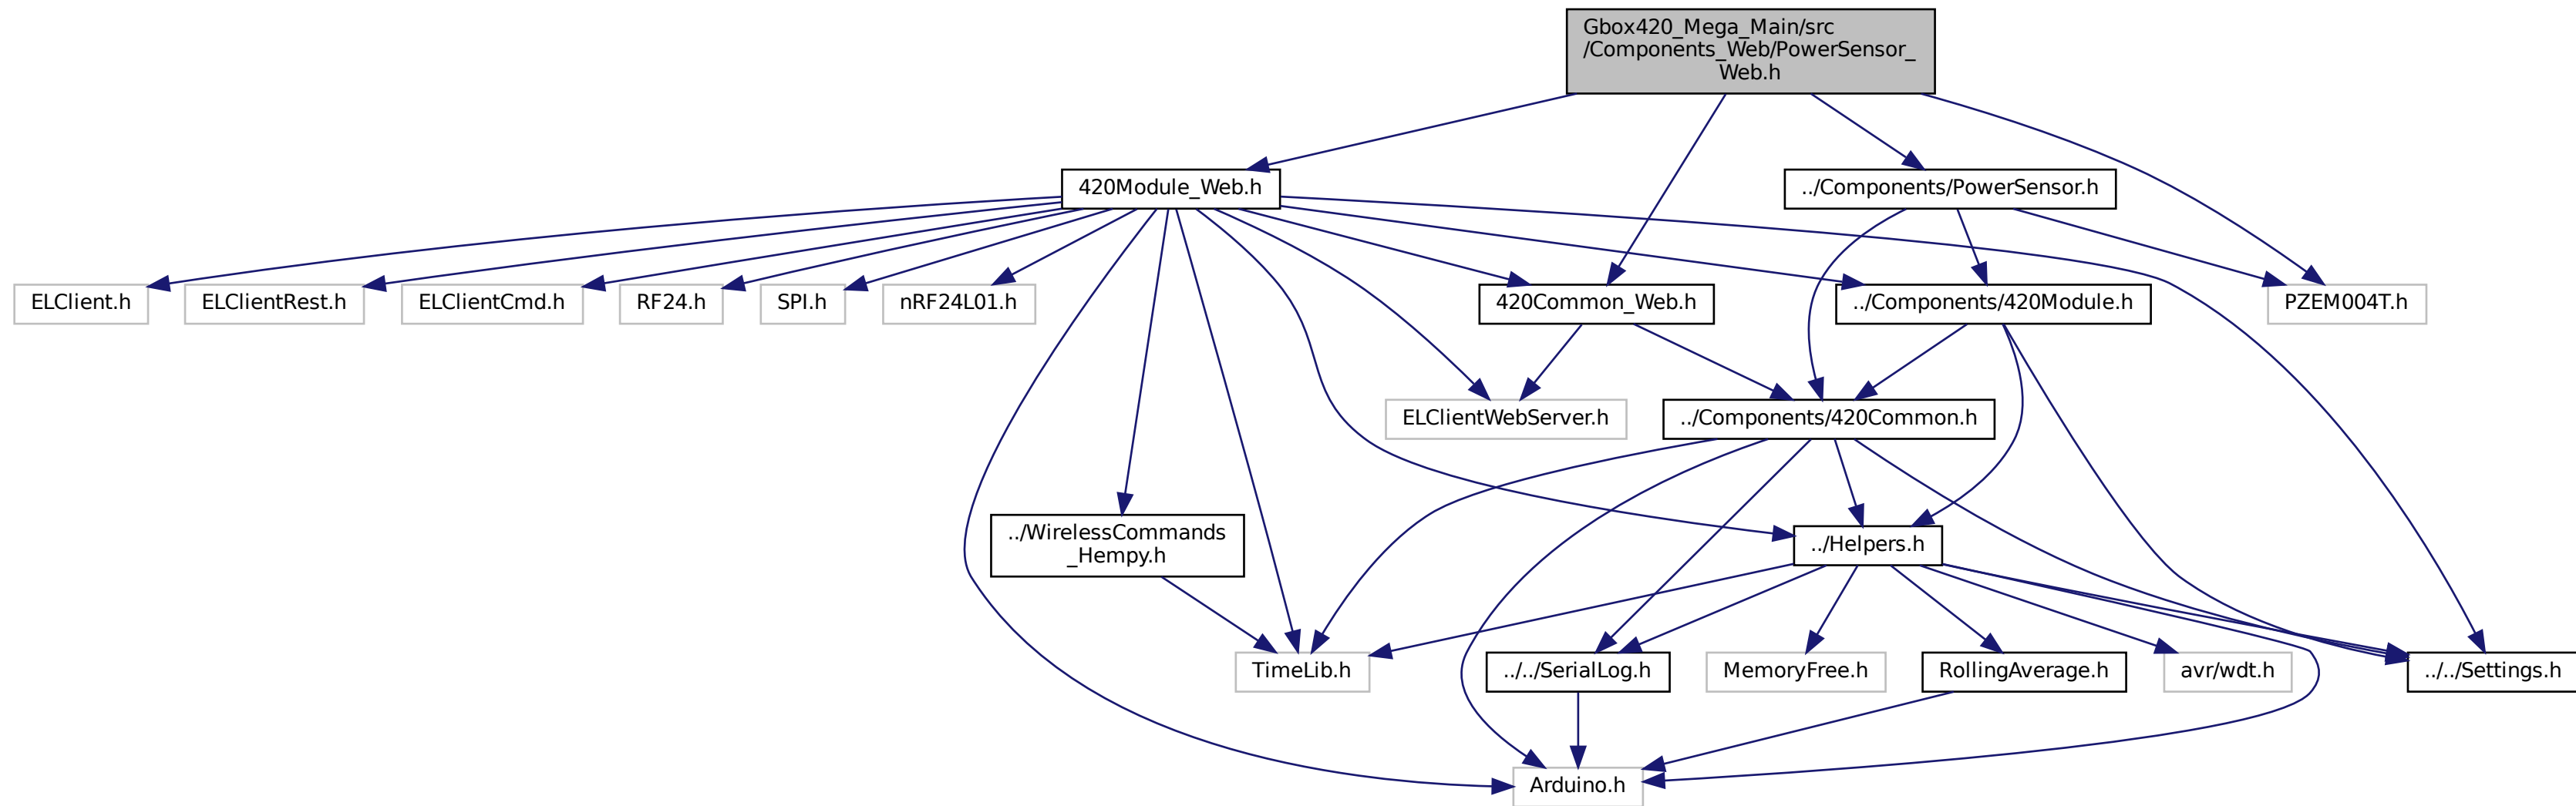 Gbox420_Mega_Main/src
/Components_Web/PowerSensor_
Web.h
420Module_Web.h
../Components/PowerSensor.h
ELClient.h
ELClientRest.h
ELClientCmd.h
RF24.h
SPI.h
nRF24L01.h
420Common_Web.h
../Components/420Module.h
PZEM004T.h
ELClientWebServer.h
../Components/420Common.h
../WirelessCommands
_Hempy.h
../Helpers.h
TimeLib.h
../../SerialLog.h
MemoryFree.h
RollingAverage.h
avr/wdt.h
../../Settings.h
Arduino.h